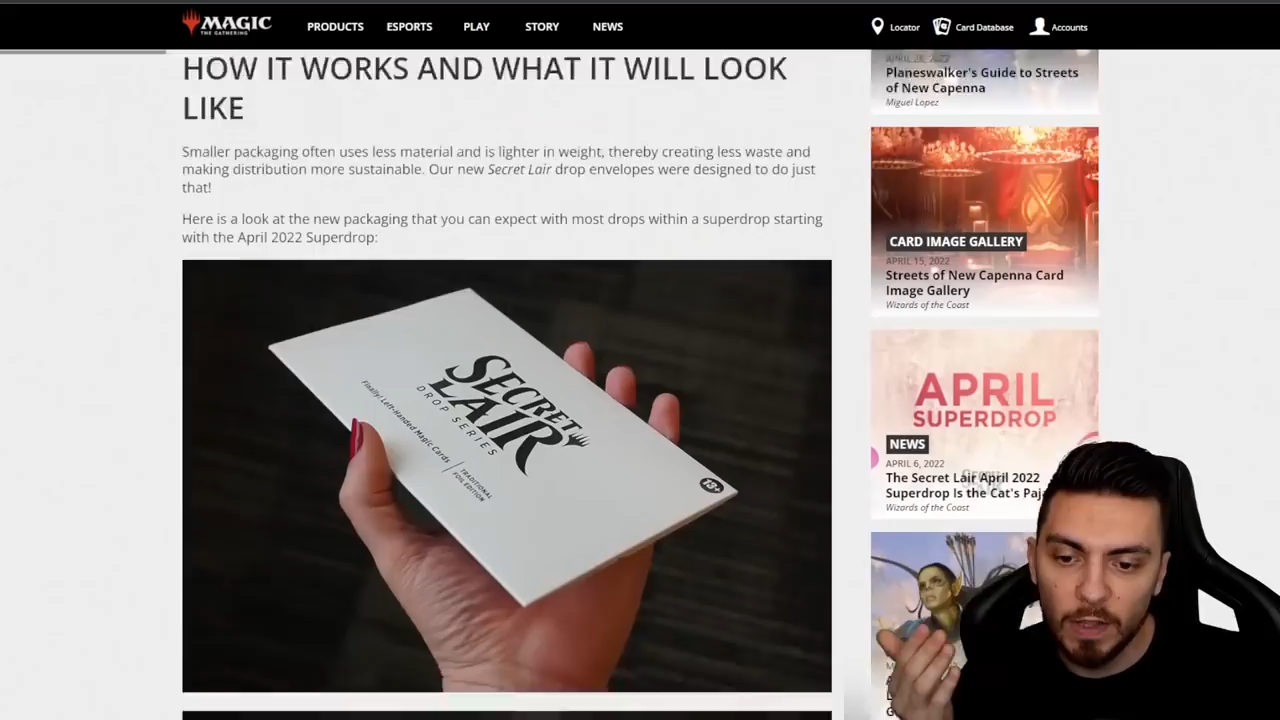 MAGIC
THE GATHERING
PRODUCTS
ESPORTS
PLAY
STORY
NEWS
Locator
Card Database
Accounts
HOW IT WORKS AND WHAT IT WILL LOOK
LIKE
Smaller packaging often uses less material and is lighter in weight, thereby creating less waste and
making distribution more sustainable. Our new Secret Lair drop envelopes were designed to do just
that!
Here is a look at the new packaging that you can expect with most drops within a superdrop starting
with the April 2022 Superdrop:
SECRET
LAIR
DROP SERIES
Finally! Left-Handed Magic Cards
TRADITIONAL
FOIL EDITION
13+
Planeswalker's Guide to Streets
of New Capenna
Miguel Lopez
CARD IMAGE GALLERY
APRIL 15, 2022
Streets of New Capenna Card
Image Gallery
Wizards of the Coast
APRIL
SUPERDROP
NEWS
APRIL 6, 2022
The Secret Lair April 2022
Superdrop Is the Cat's Paja
Wizards of the Coast